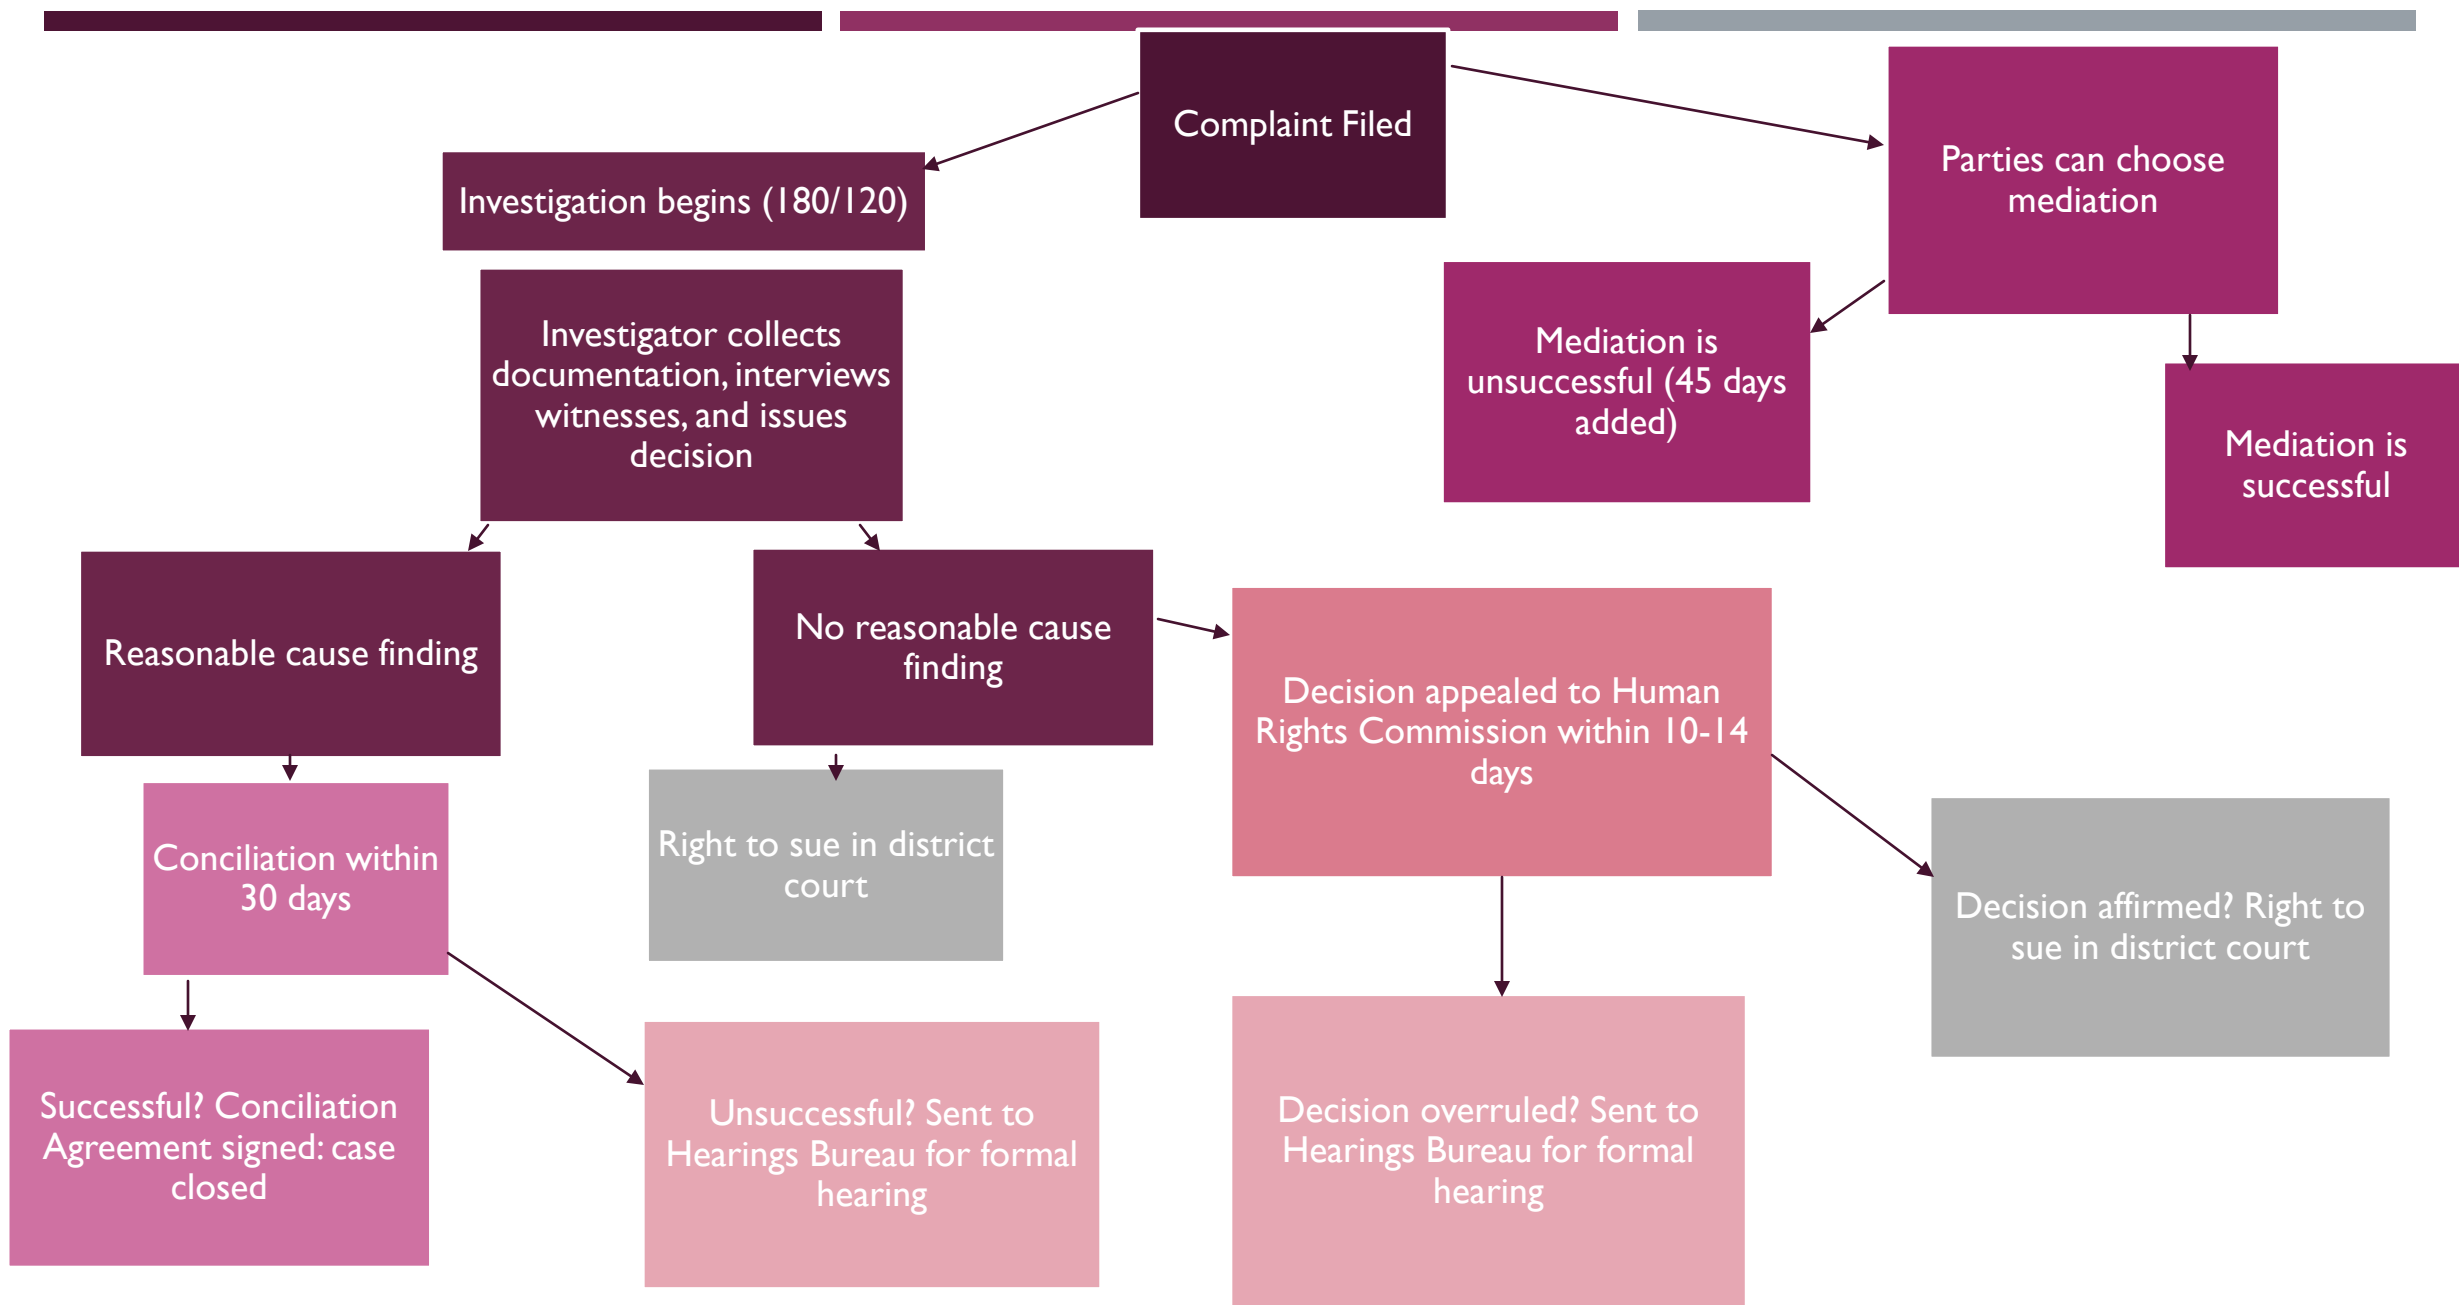 Complaint Filed
Parties can choose
mediation
Investigation begins (180/120)
Investigator collects
documentation, interviews
witnesses, and issues
decision
Mediation is
unsuccessful (45 days
added)
Mediation is
successful
Reasonable cause finding
No reasonable cause
finding
Decision appealed to Human
Rights Commission within 10-14
days
Conciliation within
30 days
Right to sue in district
court
Decision affirmed? Right to
sue in district court
Successful? Conciliation
Agreement signed: case
closed
Unsuccessful? Sent to
Hearings Bureau for formal
hearing
Decision overruled? Sent to
Hearings Bureau for formal
hearing